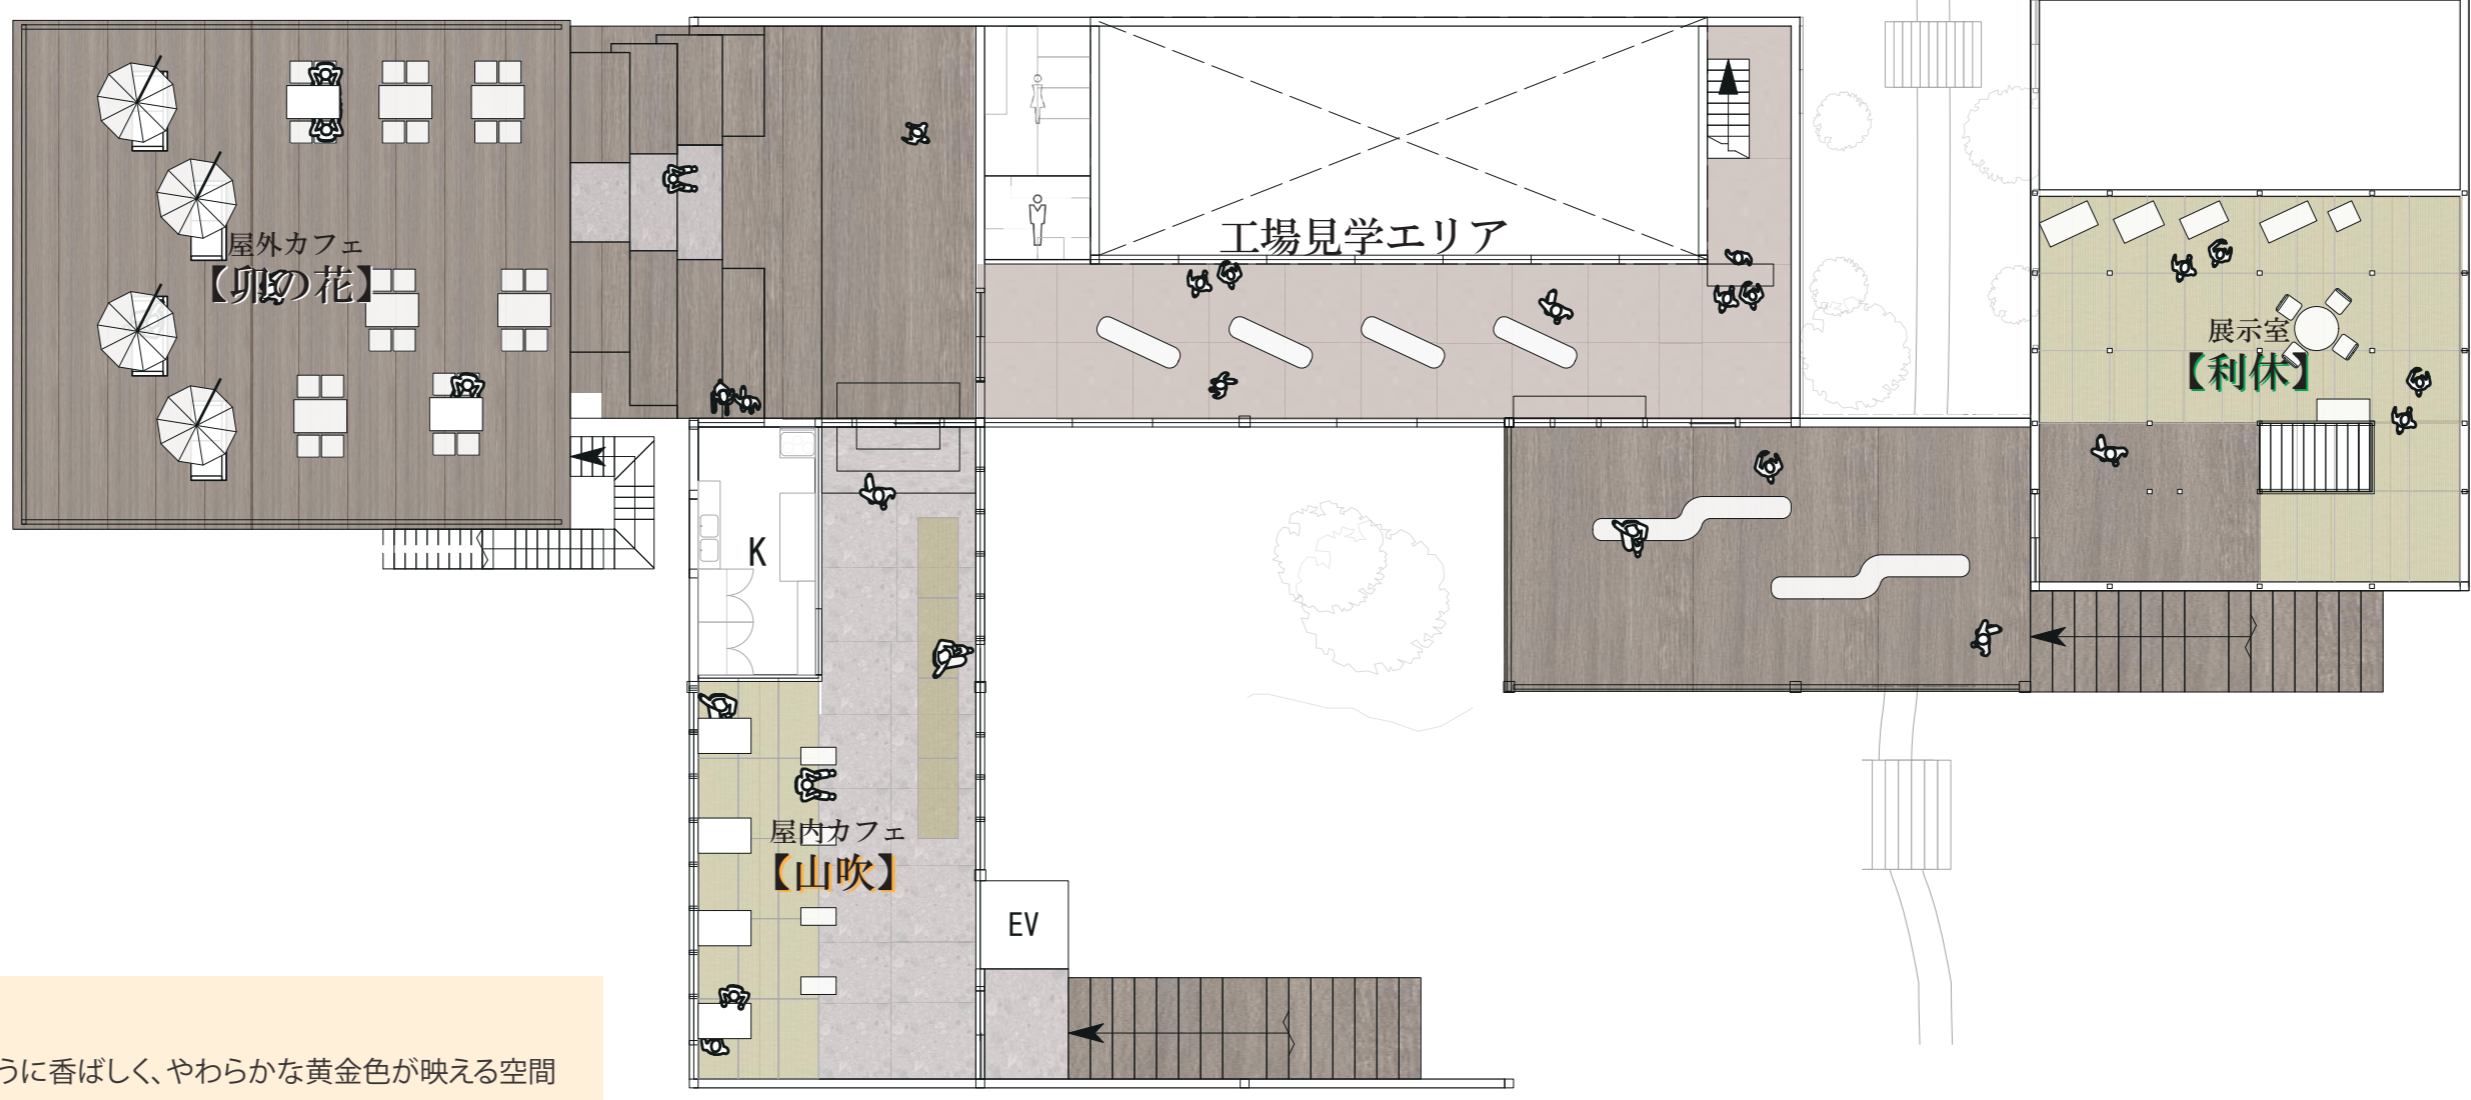 屋外カフェ
【卯の花】
工場見学エリア
展示室
【利休】
K
屋内カフェ
【山吹】
EV
うに香ばしく、やわらかな黄金色が映える空間